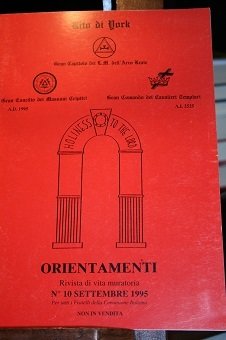 Rito di York
Gran Capitolo dei L.M. dell'Arco Reale
Gran Concilio dei Massoni Criptici
A.D. 1995
Gran Commenda dei Cavalieri Templari
HOLINESS TO THE LORD
ORIENTAMENTI
Rivista di vita muratoria
N° 10 SETTEMBRE 1995
Per tutti i Fratelli della Comunione Italiana
NON IN VENDITA